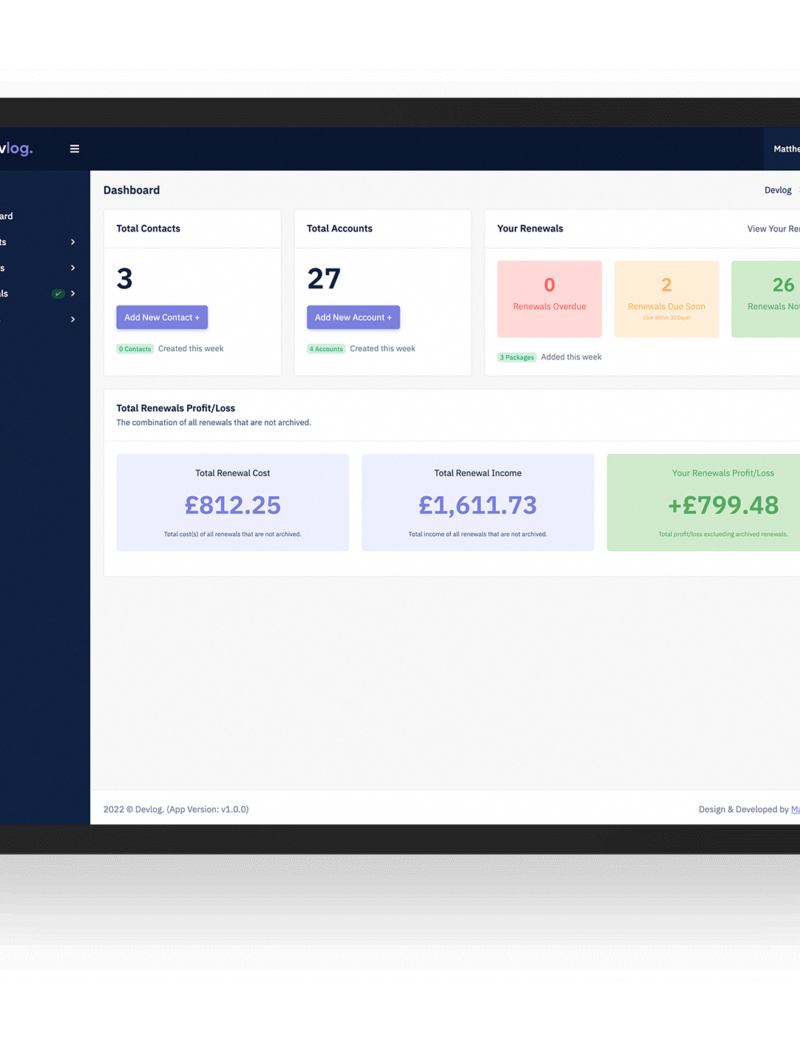 vlog.
Matthe
Dashboard
Devlog
ard
ts
s
ls
Total Contacts
3
Add New Contact +
0 Contacts Created this week
Total Accounts
27
Add New Account +
4 Accounts Created this week
Your Renewals
View Your Re
0
Renewals Overdue
2
Renewals Due Soon
(Due Within 30 Days)
26
Renewals Not
3 Packages Added this week
Total Renewals Profit/Loss
The combination of all renewals that are not archived.
Total Renewal Cost
£812.25
Total cost(s) of all renewals that are not archived.
Total Renewal Income
£1,611.73
Total income of all renewals that are not archived.
Your Renewals Profit/Loss
+£799.48
Total profit/loss exclueding archived renewals.
2022 © Devlog. (App Version: v1.0.0)
Design & Developed by Ma